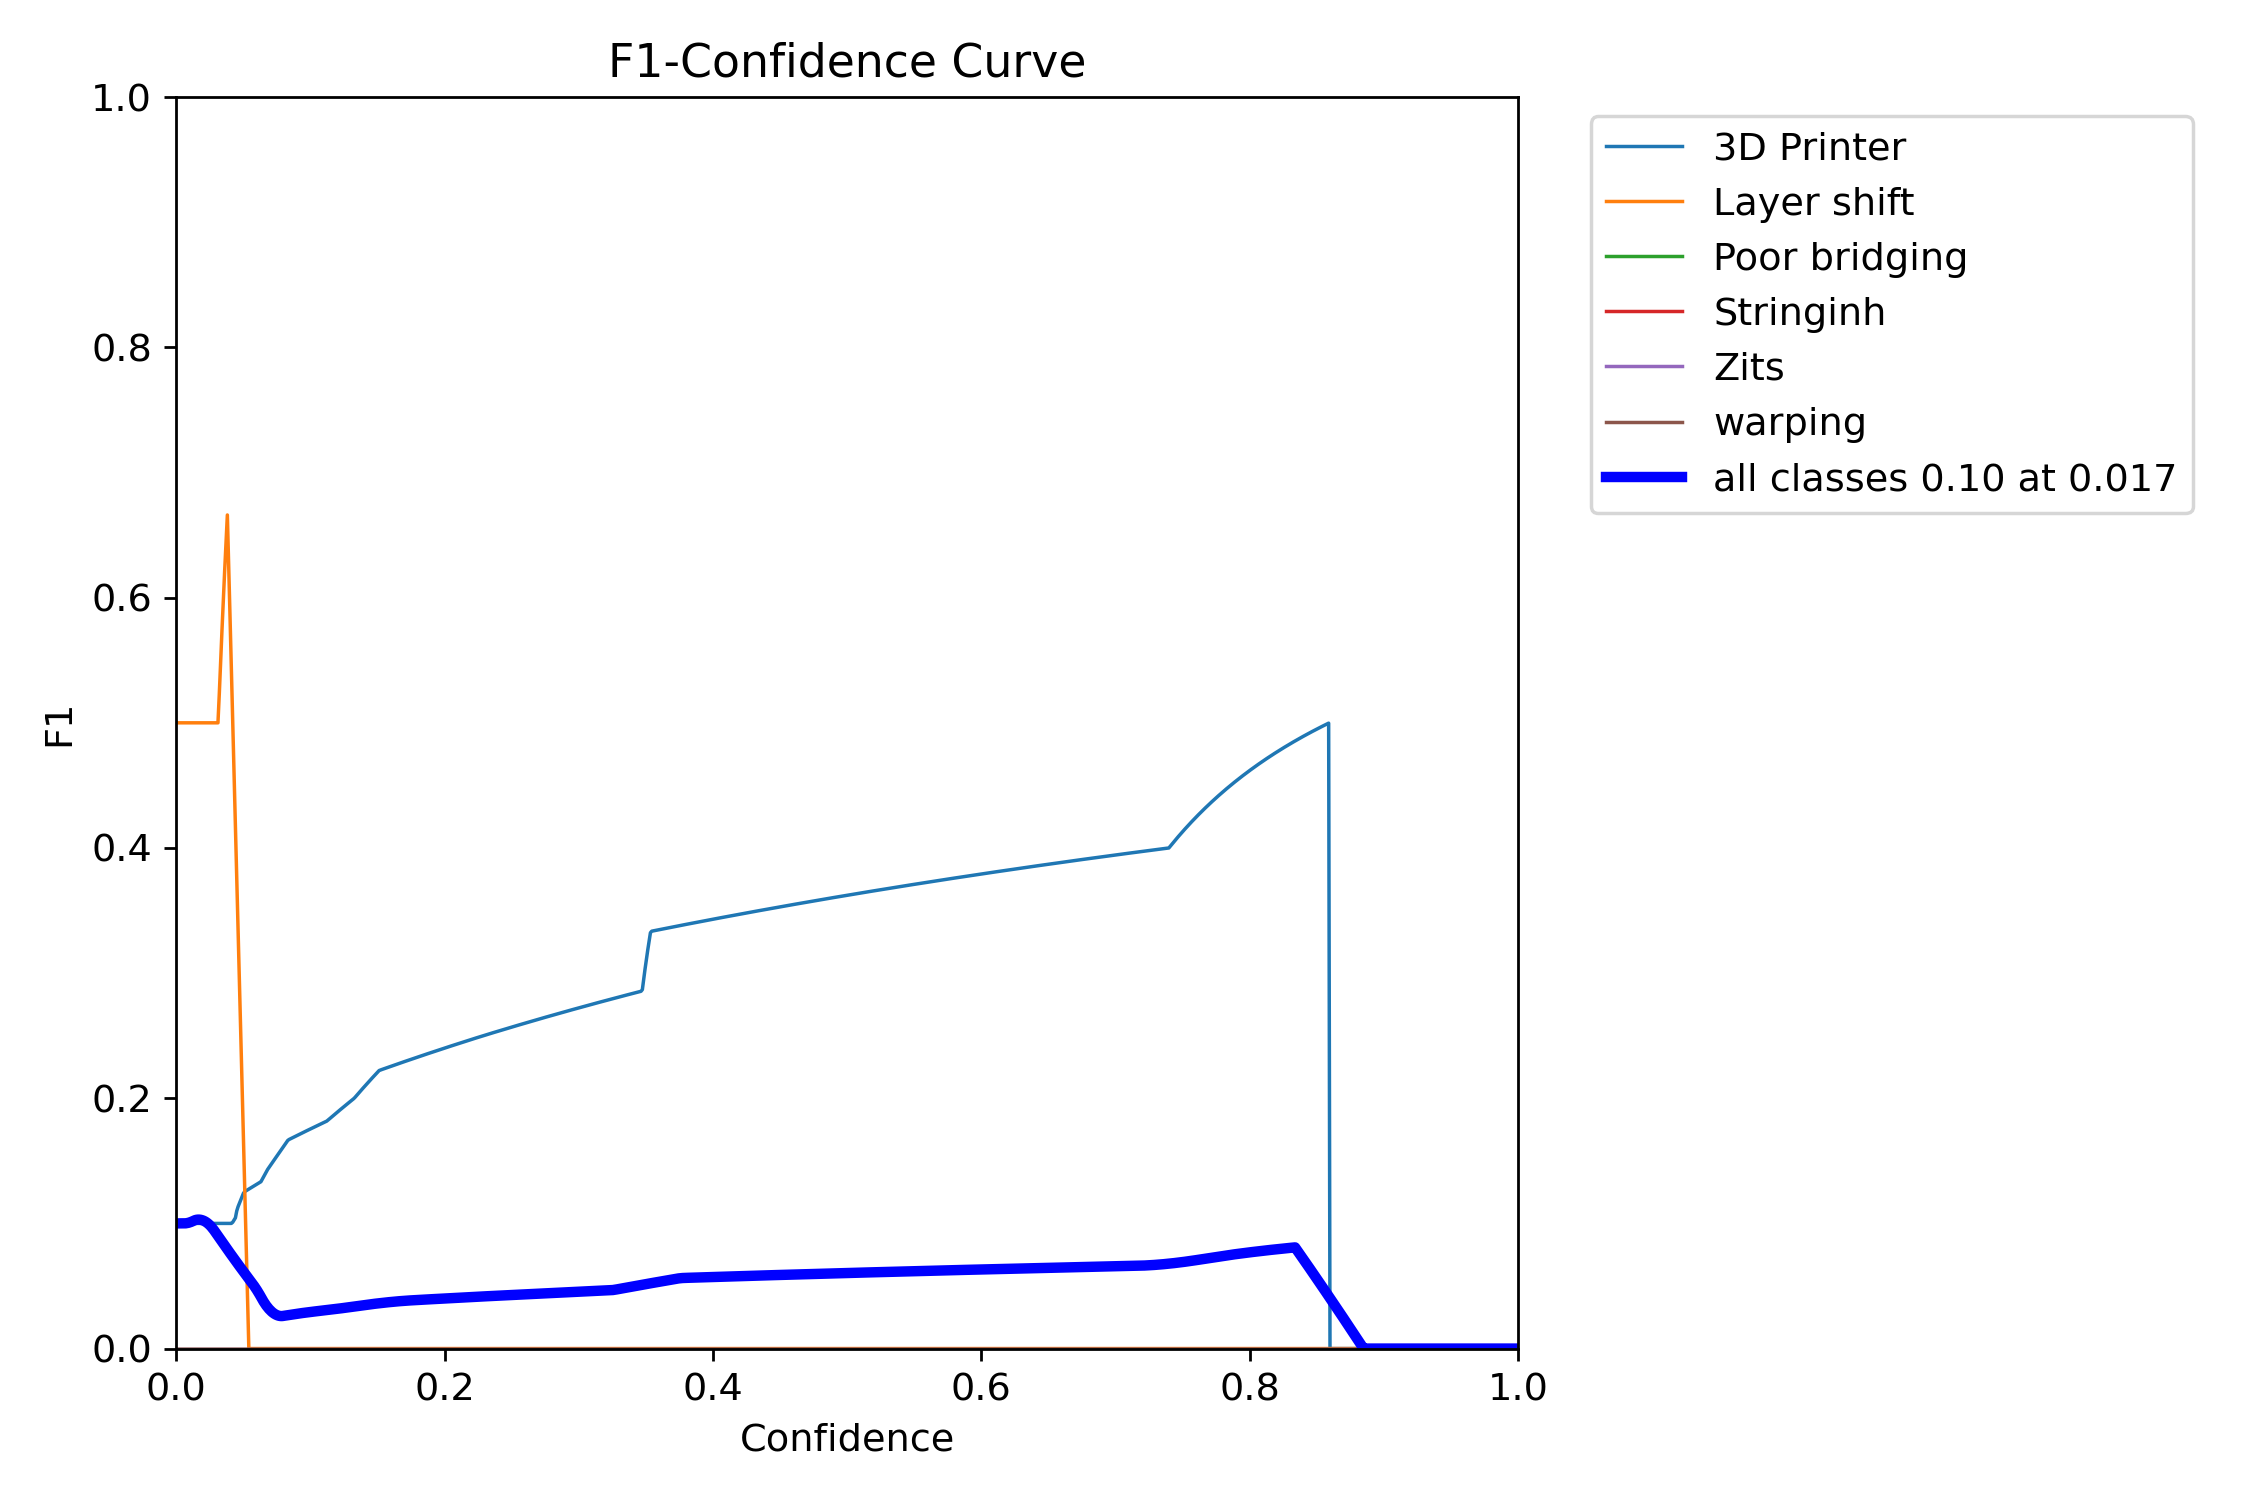 F1-Confidence Curve
1.0
0.8
0.6
0.4
0.2
0.0
F1
0.0 0.2 0.4 0.6 0.8 1.0
Confidence
3D Printer
Layer shift
Poor bridging
Stringinh
Zits
warping
all classes 0.10 at 0.017